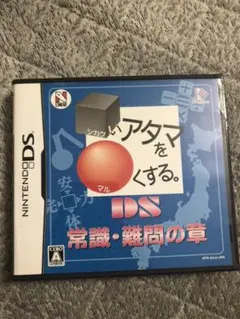 NINTENDO DS
シカク
いアタマを
マル
くする。
DS
常識・難問の章
CERO
A